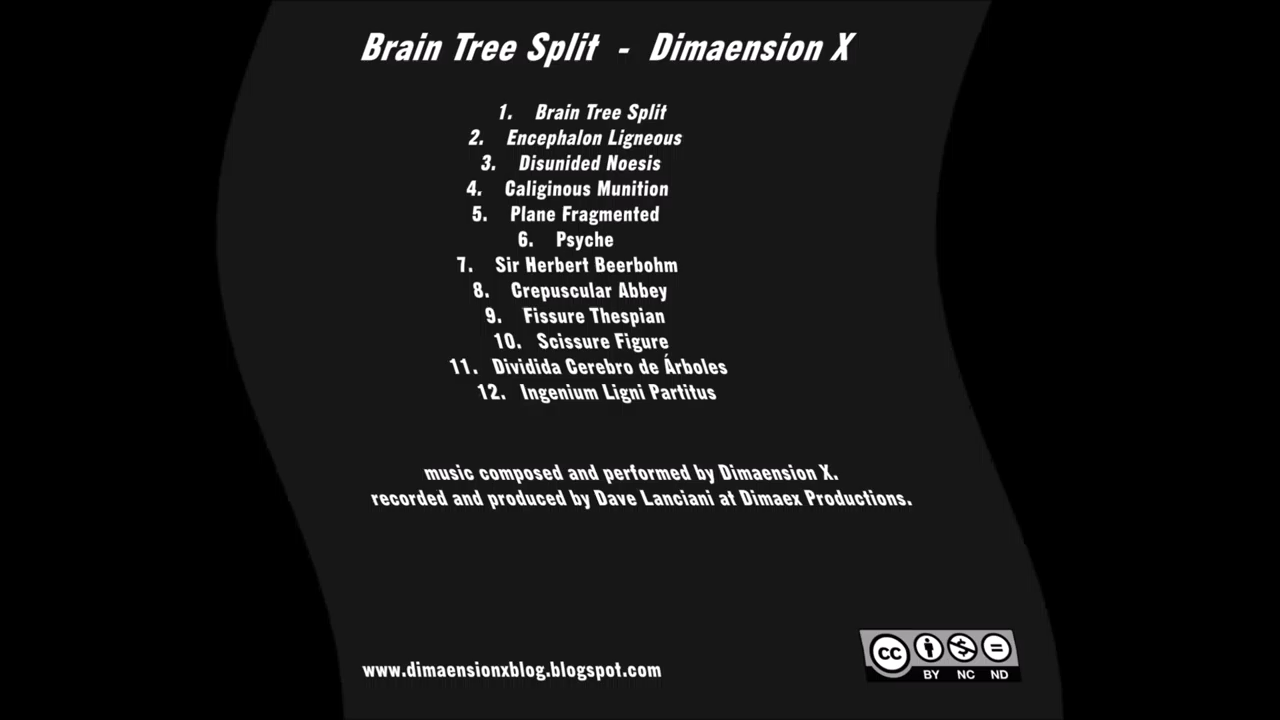 Brain Tree Split - Dimaension X
1. Brain Tree Split
2. Encephalon Ligneous
3. Disunided Noesis
4. Caliginous Munition
5. Plane Fragmented
6. Psyche
7. Sir Herbert Beerbohm
8. Crepuscular Abbey
9. Fissure Thespian
10. Scissure Figure
11. Dividida Cerebro de Árboles
12. Ingenium Ligni Partitus
music composed and performed by Dimaension X.
recorded and produced by Dave Lanciani at Dimaex Productions.
www.dimaensionxblog.blogspot.com
CC
BY NC ND